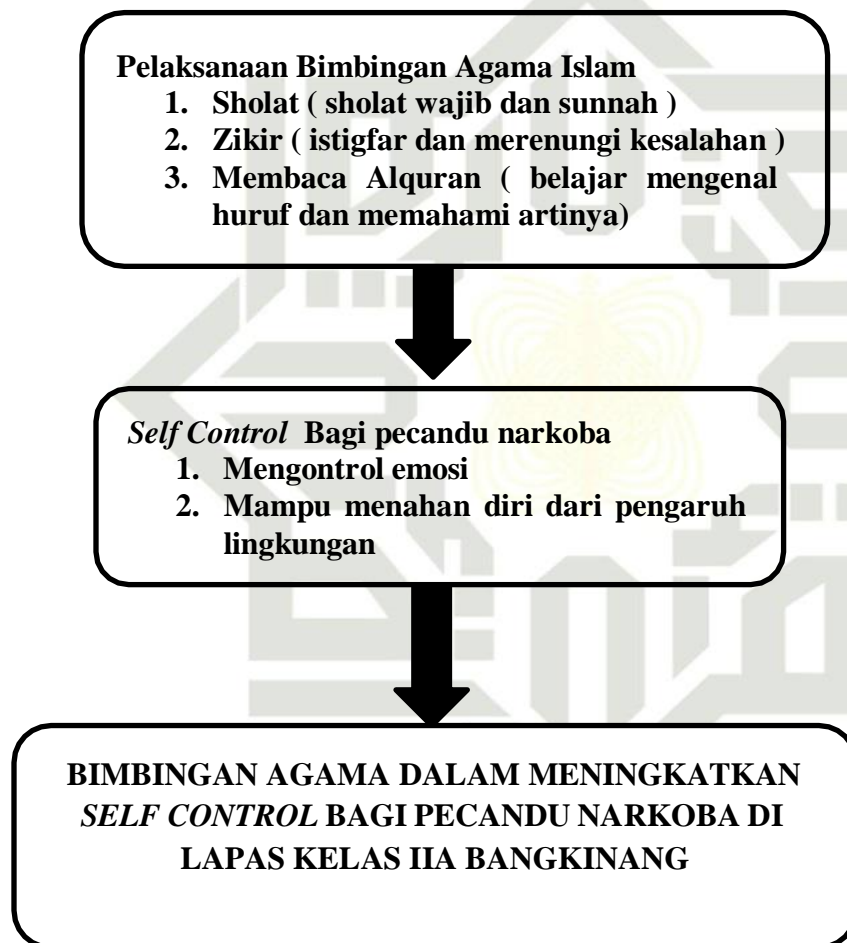 Pelaksanaan Bimbingan Agama Islam
1. Sholat ( sholat wajib dan sunnah )
2. Zikir ( istigfar dan merenungi kesalahan )
3. Membaca Alquran ( belajar mengenal
huruf dan memahami artinya)
Self Control Bagi pecandu narkoba
1. Mengontrol emosi
2. Mampu menahan diri dari pengaruh
lingkungan
BIMBINGAN AGAMA DALAM MENINGKATKAN
SELF CONTROL BAGI PECANDU NARKOBA DI
LAPAS KELAS IIA BANGKINANG